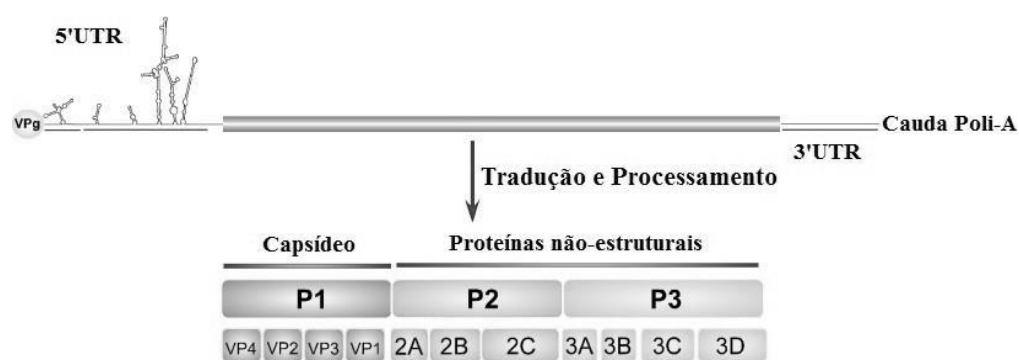 5'UTR
VPg
Cauda Poli-A
3'UTR
Tradução e Processamento
Capsídeo Proteínas não-estruturais
P1 P2 P3
VP4 VP2 VP3 VP1 2A 2B 2C 3A 3B 3C 3D